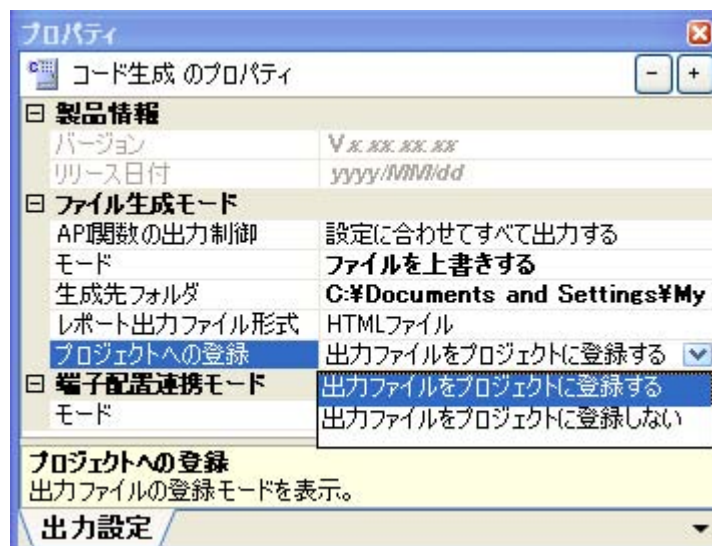 プロパティ
コード生成 のプロパティ
製品情報
バージョン V x.xx.xx.xx
リリース日付 yyyy/MM/dd
ファイル生成モード
API関数の出力制御 設定に合わせてすべて出力する
モード ファイルを上書きする
生成先フォルダ C:¥Documents and Settings¥My
レポート出力ファイル形式 HTMLファイル
プロジェクトへの登録 出力ファイルをプロジェクトに登録する
端子配置連携モード 出力ファイルをプロジェクトに登録する
モード 出力ファイルをプロジェクトに登録しない
プロジェクトへの登録
出力ファイルの登録モードを表示。
出力設定